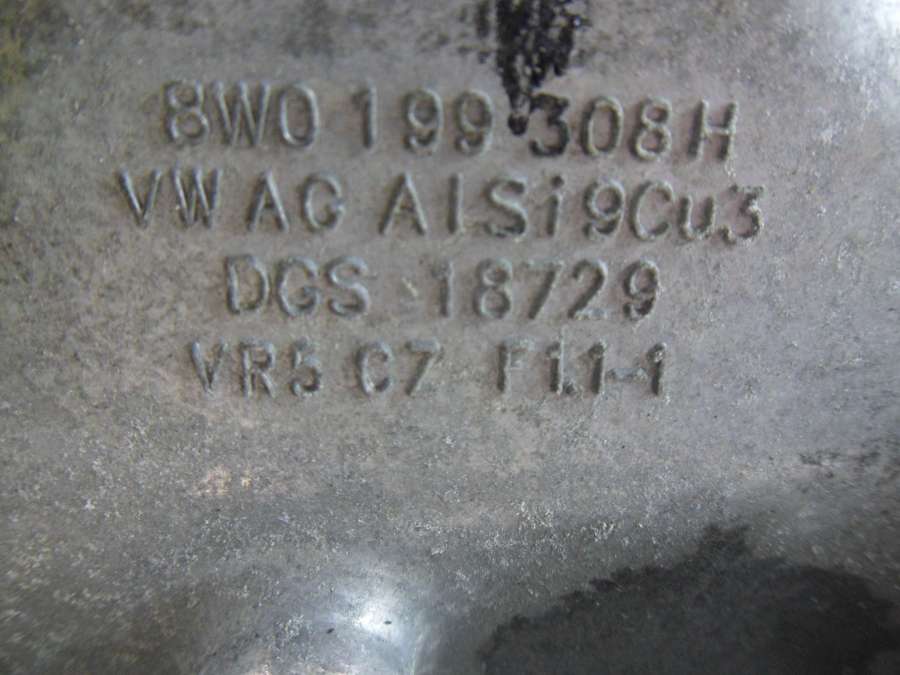 8W0 199 308H
VW AG AlSi9Cu3
DGS 18729
VR5 C7 F1.1-1